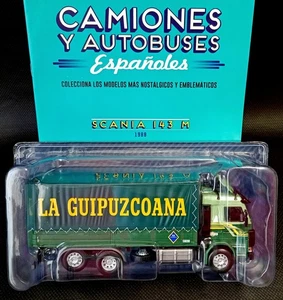 CAMIONES
Y AUTOBUSES
Españoles
COLECCIONA LOS MODELOS MÁS NOSTÁLGICOS Y EMBLEMÁTICOS
SCANIA 143 M
1988
LA GUIPUZCOANA